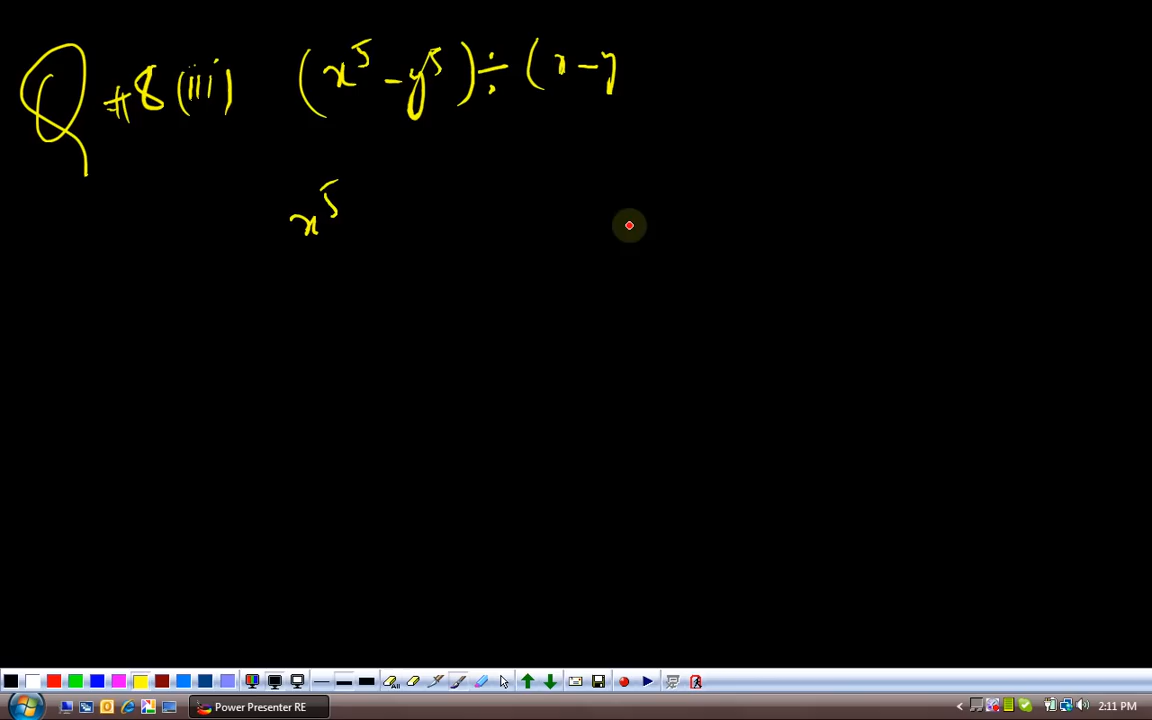 Q #8 (iii) (x⁵ - y⁵) ÷ (x - y
x⁵
Power Presenter RE
2:11 PM